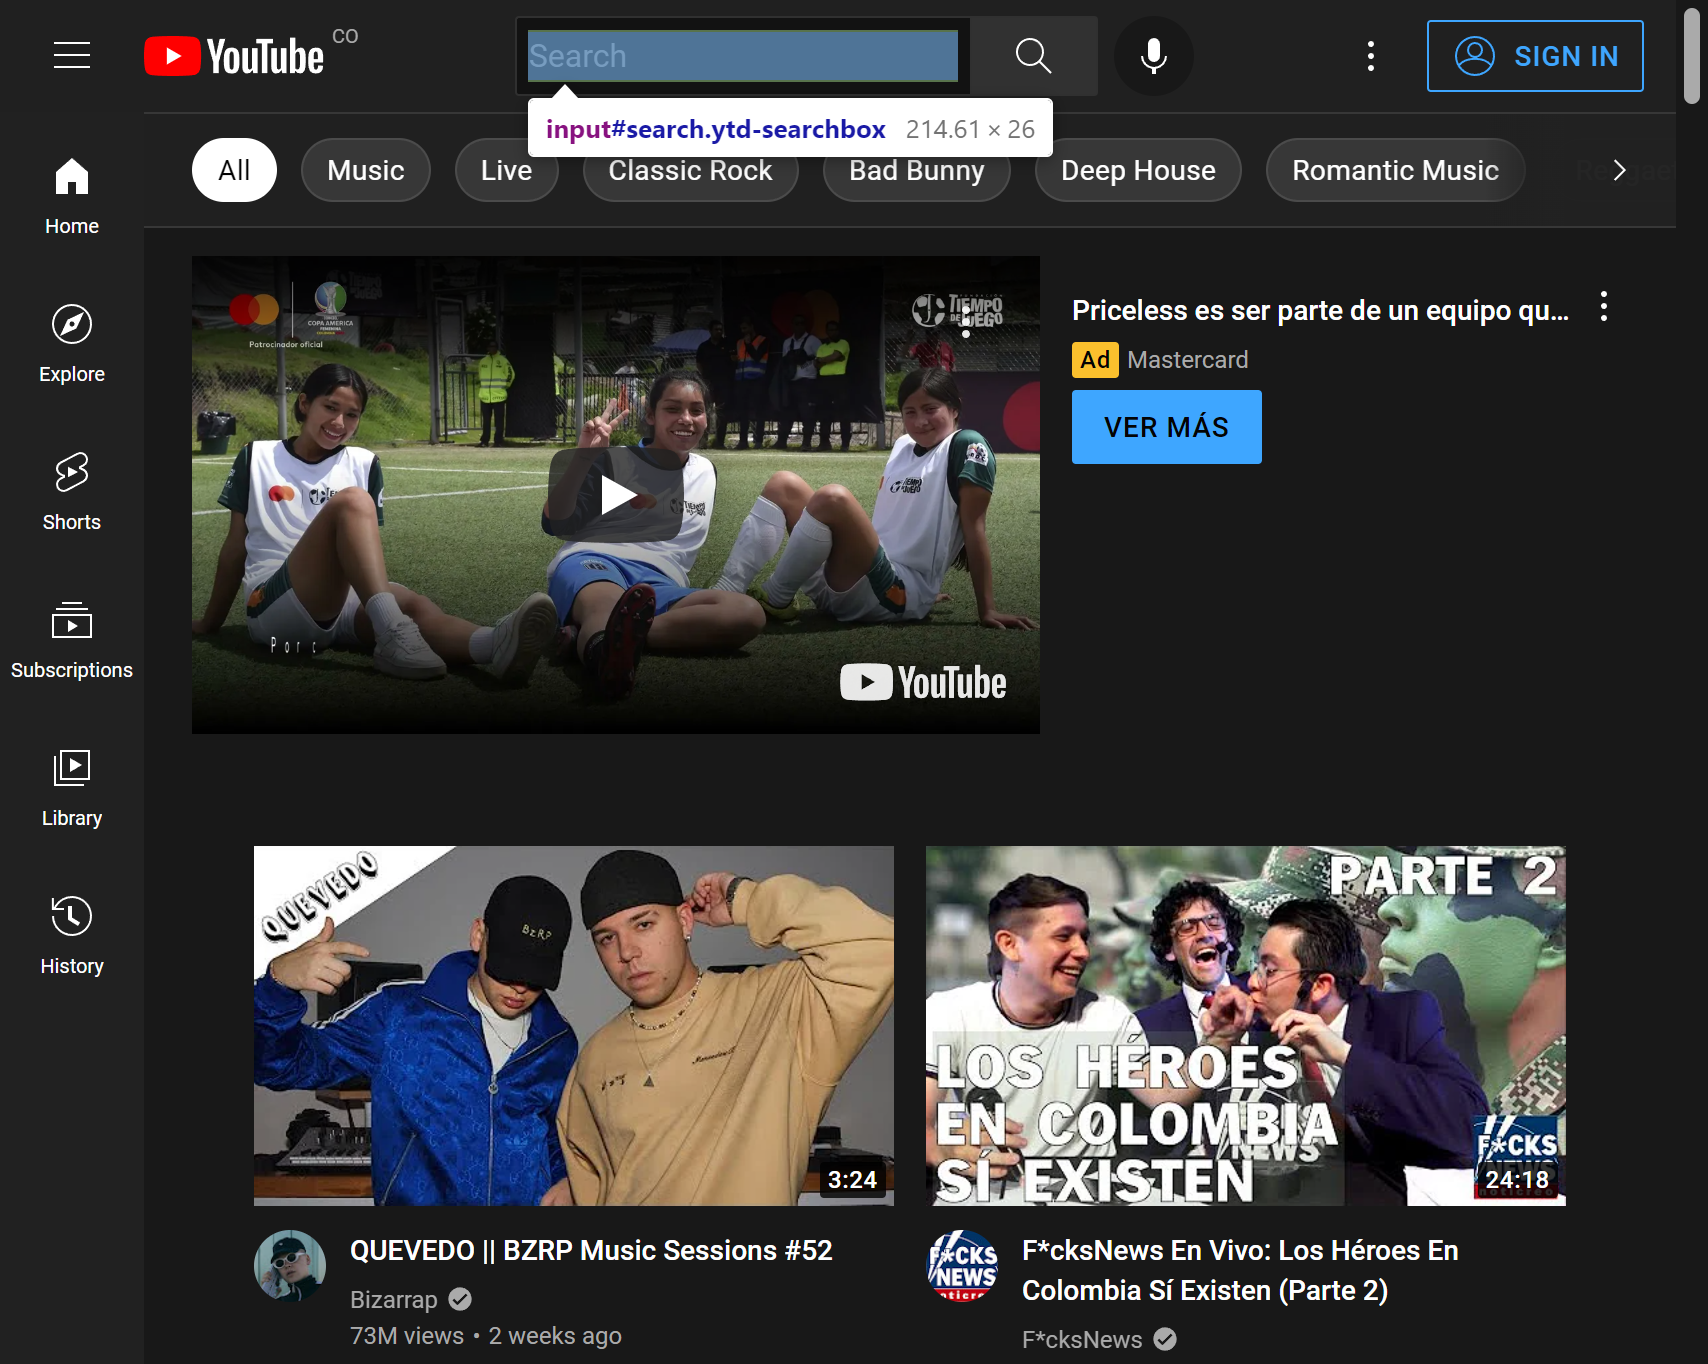 YouTube CO
Search
SIGN IN
input#search.ytd-searchbox 214.61 × 26
All
Music
Live
Classic Rock
Bad Bunny
Deep House
Romantic Music
Home
Explore
Shorts
Subscriptions
Library
History
COPA AMERICA
Patrocinador oficial
TIEMPO
DE JUEGO
Porc
YouTube
Priceless es ser parte de un equipo qu...
Ad Mastercard
VER MÁS
QUEVEDO
BZRP
3:24
QUEVEDO || BZRP Music Sessions #52
Bizarrap
73M views • 2 weeks ago
PARTE 2
LOS HÉROES
EN COLOMBIA
SÍ EXISTEN
NEWS
F*CKS
24:18
F*CKS
NEWS
F*cksNews En Vivo: Los Héroes En
Colombia Sí Existen (Parte 2)
F*cksNews